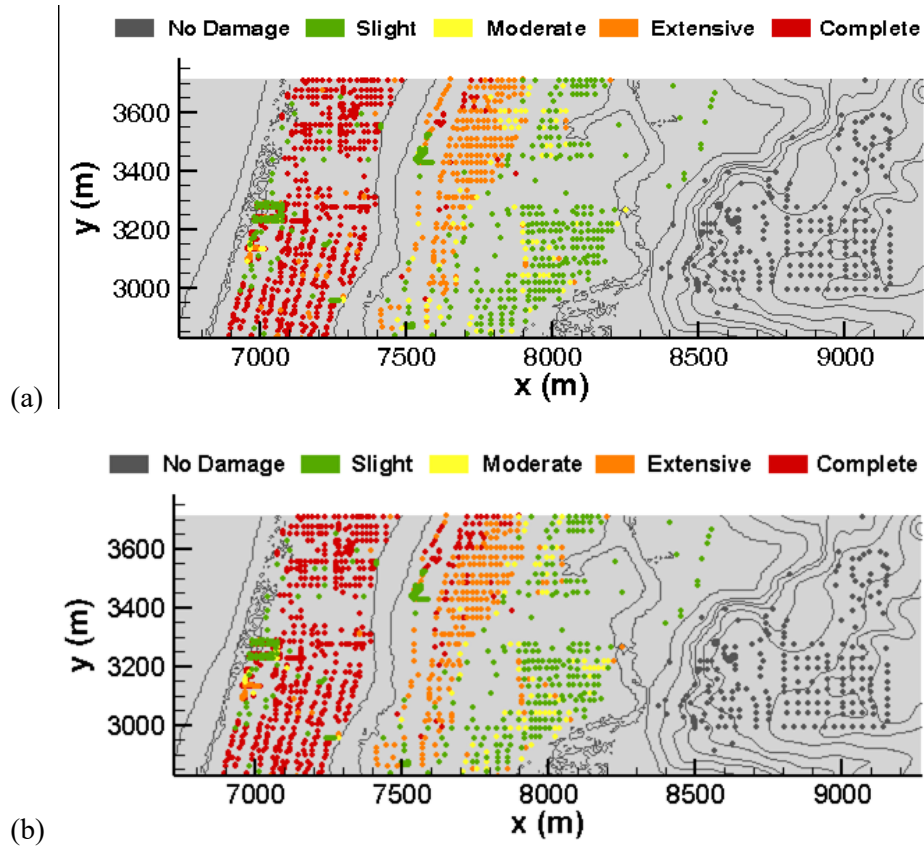 No Damage Slight Moderate Extensive Complete
3600
3400
3200
3000
y (m)
7000 7500 8000 8500 9000
x (m)
(a)
No Damage Slight Moderate Extensive Complete
3600
3400
3200
3000
y (m)
7000 7500 8000 8500 9000
x (m)
(b)